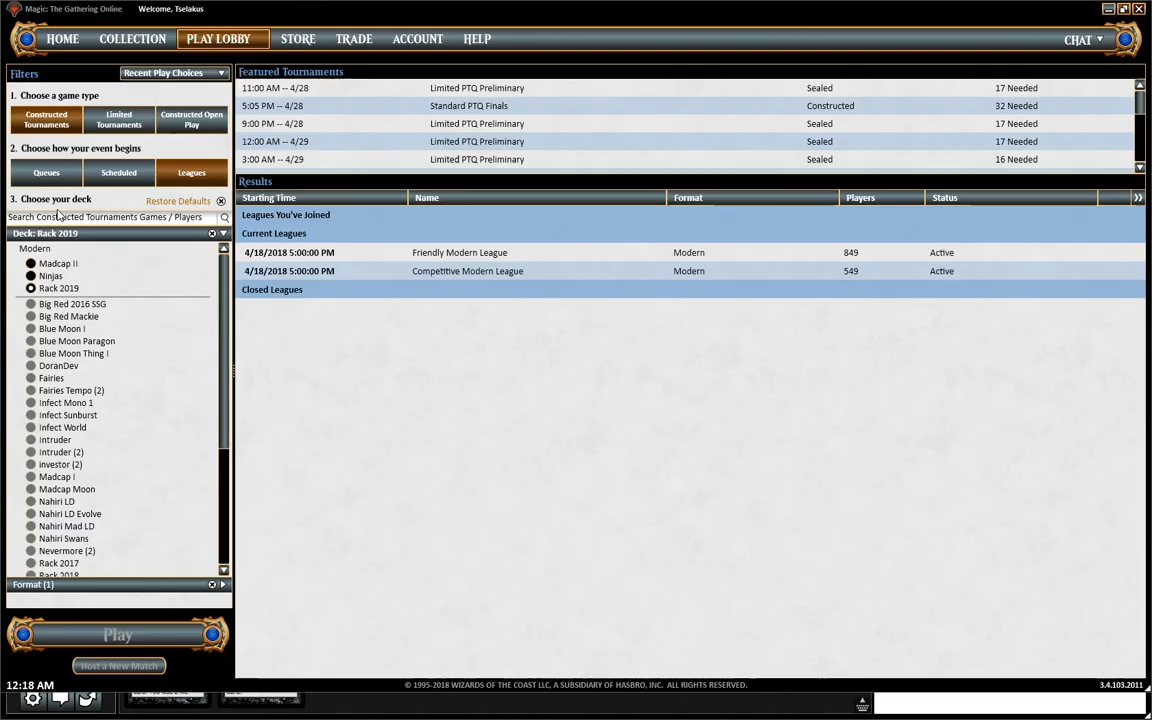 Magic: The Gathering Online Welcome, Tselakus
HOME COLLECTION PLAY LOBBY STORE TRADE ACCOUNT HELP CHAT
Filters Recent Play Choices
1. Choose a game type
Constructed Tournaments Limited Tournaments Constructed Open Play
2. Choose how your event begins
Queues Scheduled Leagues
3. Choose your deck Restore Defaults
Search Constructed Tournaments Games / Players
Deck: Rack 2019
Modern
Madcap II
Ninjas
Rack 2019
Big Red 2016 SSG
Big Red Mackie
Blue Moon I
Blue Moon Paragon
Blue Moon Thing I
DoranDev
Fairies
Fairies Tempo (2)
Infect Mono 1
Infect Sunburst
Infect World
Intruder
Intruder (2)
investor (2)
Madcap I
Madcap Moon
Nahiri LD
Nahiri LD Evolve
Nahiri Mad LD
Nahiri Swans
Nevermore (2)
Rack 2017
Rack 2018
Format (1)
Play
Host a New Match
12:18 AM
Featured Tournaments
11:00 AM -- 4/28 Limited PTQ Preliminary Sealed 17 Needed
5:05 PM -- 4/28 Standard PTQ Finals Constructed 32 Needed
9:00 PM -- 4/28 Limited PTQ Preliminary Sealed 17 Needed
12:00 AM -- 4/29 Limited PTQ Preliminary Sealed 17 Needed
3:00 AM -- 4/29 Limited PTQ Preliminary Sealed 16 Needed
Results
Starting Time Name Format Players Status
Leagues You've Joined
Current Leagues
4/18/2018 5:00:00 PM Friendly Modern League Modern 849 Active
4/18/2018 5:00:00 PM Competitive Modern League Modern 549 Active
Closed Leagues
© 1995-2018 WIZARDS OF THE COAST LLC, A SUBSIDIARY OF HASBRO, INC. ALL RIGHTS RESERVED.
3.4.103.2011